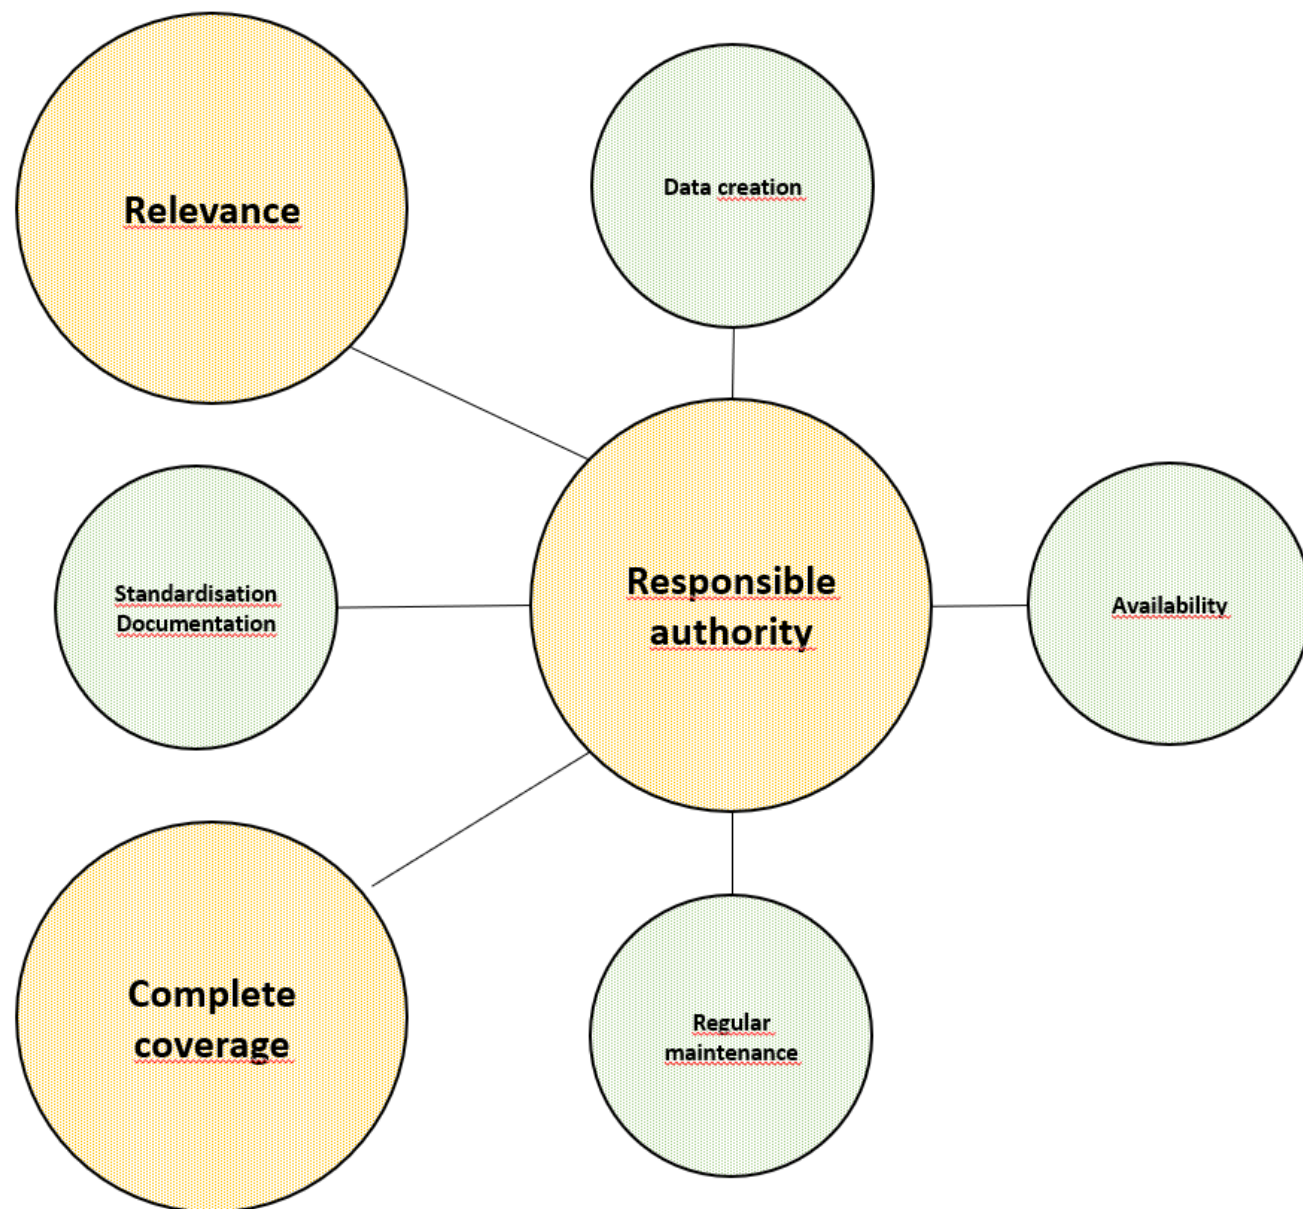 Relevance
Data creation
Standardisation
Documentation
Responsible
authority
Availability
Complete
coverage
Regular
maintenance